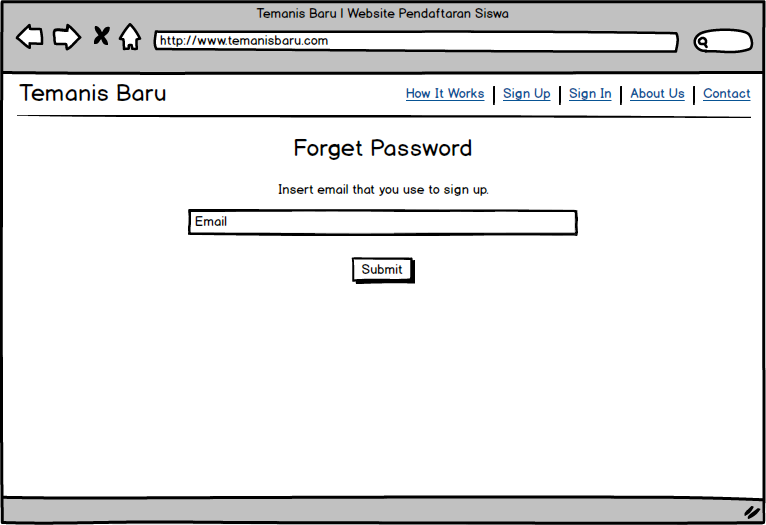 Temanis Baru | Website Pendaftaran Siswa
http://www.temanisbaru.com
Temanis Baru
How It Works | Sign Up | Sign In | About Us | Contact
Forget Password
Insert email that you use to sign up.
Email
Submit